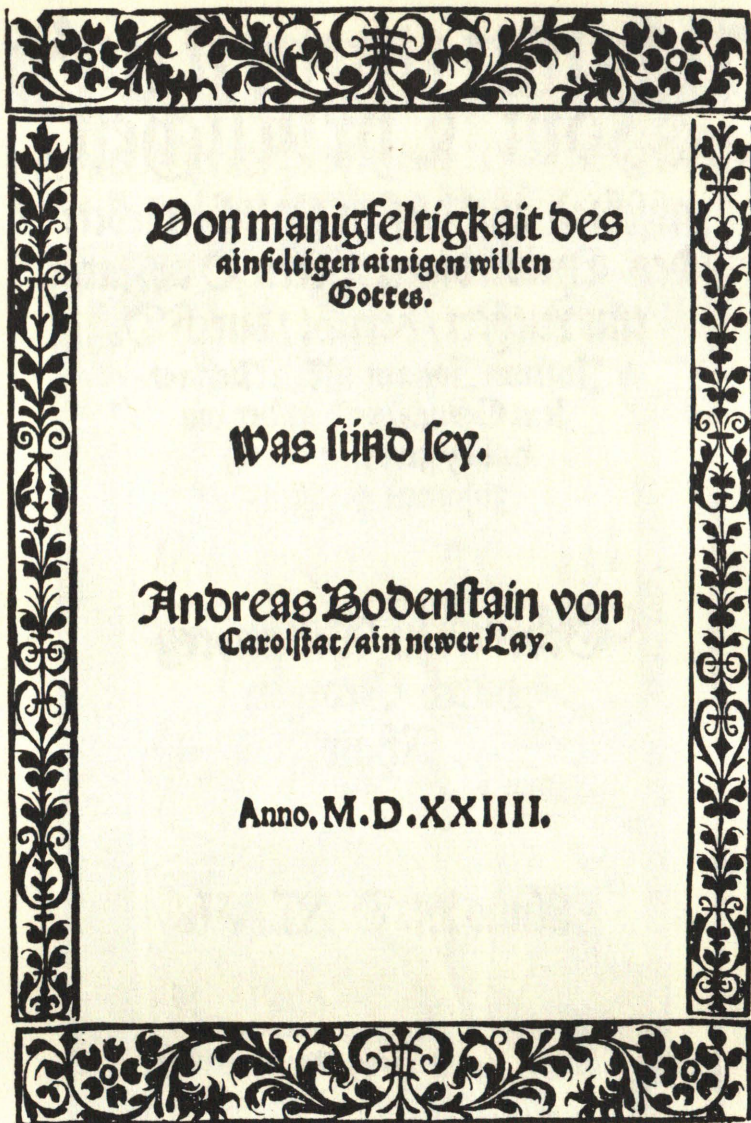 Von manigfeltigkait des
ainfeltigen ainigen willen
Gottes.
Was sünd sey.
Andreas Bodenstain von
Carolstat/ain newer Lay.
Anno. M.D.XXIIII.